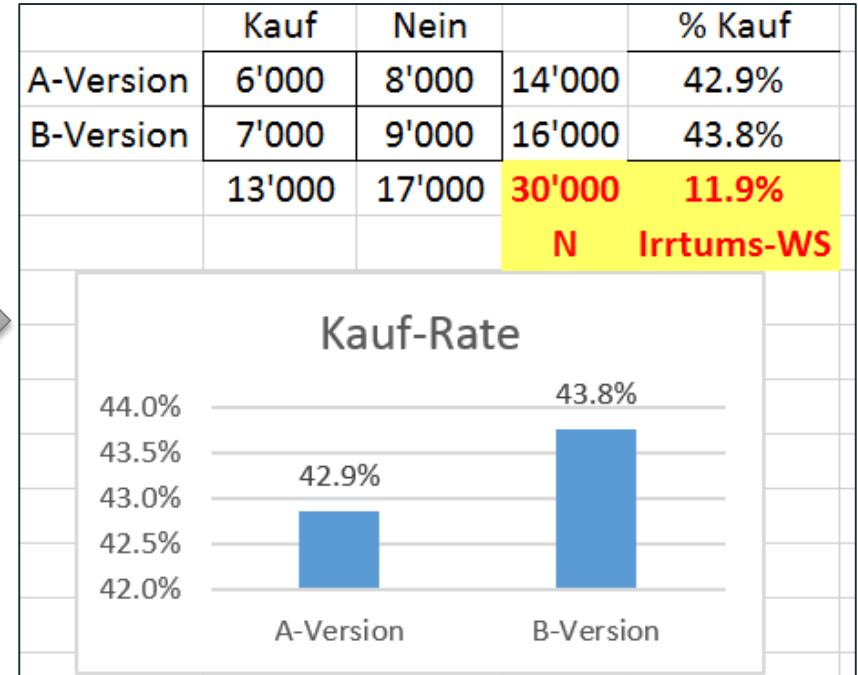 Kauf Nein % Kauf
A-Version 6'000 8'000 14'000 42.9%
B-Version 7'000 9'000 16'000 43.8%
13'000 17'000 30'000 11.9%
N Irrtums-WS
Kauf-Rate
44.0%
43.8%
43.5%
42.9%
43.0%
42.5%
42.0%
A-Version B-Version